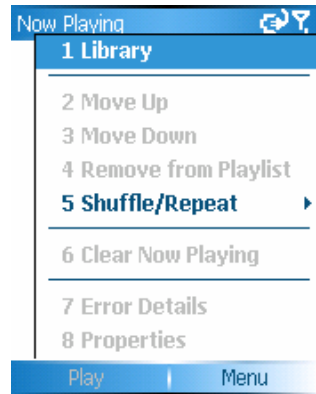 Now Playing
1 Library
2 Move Up
3 Move Down
4 Remove from Playlist
5 Shuffle/Repeat
6 Clear Now Playing
7 Error Details
8 Properties
Play Menu